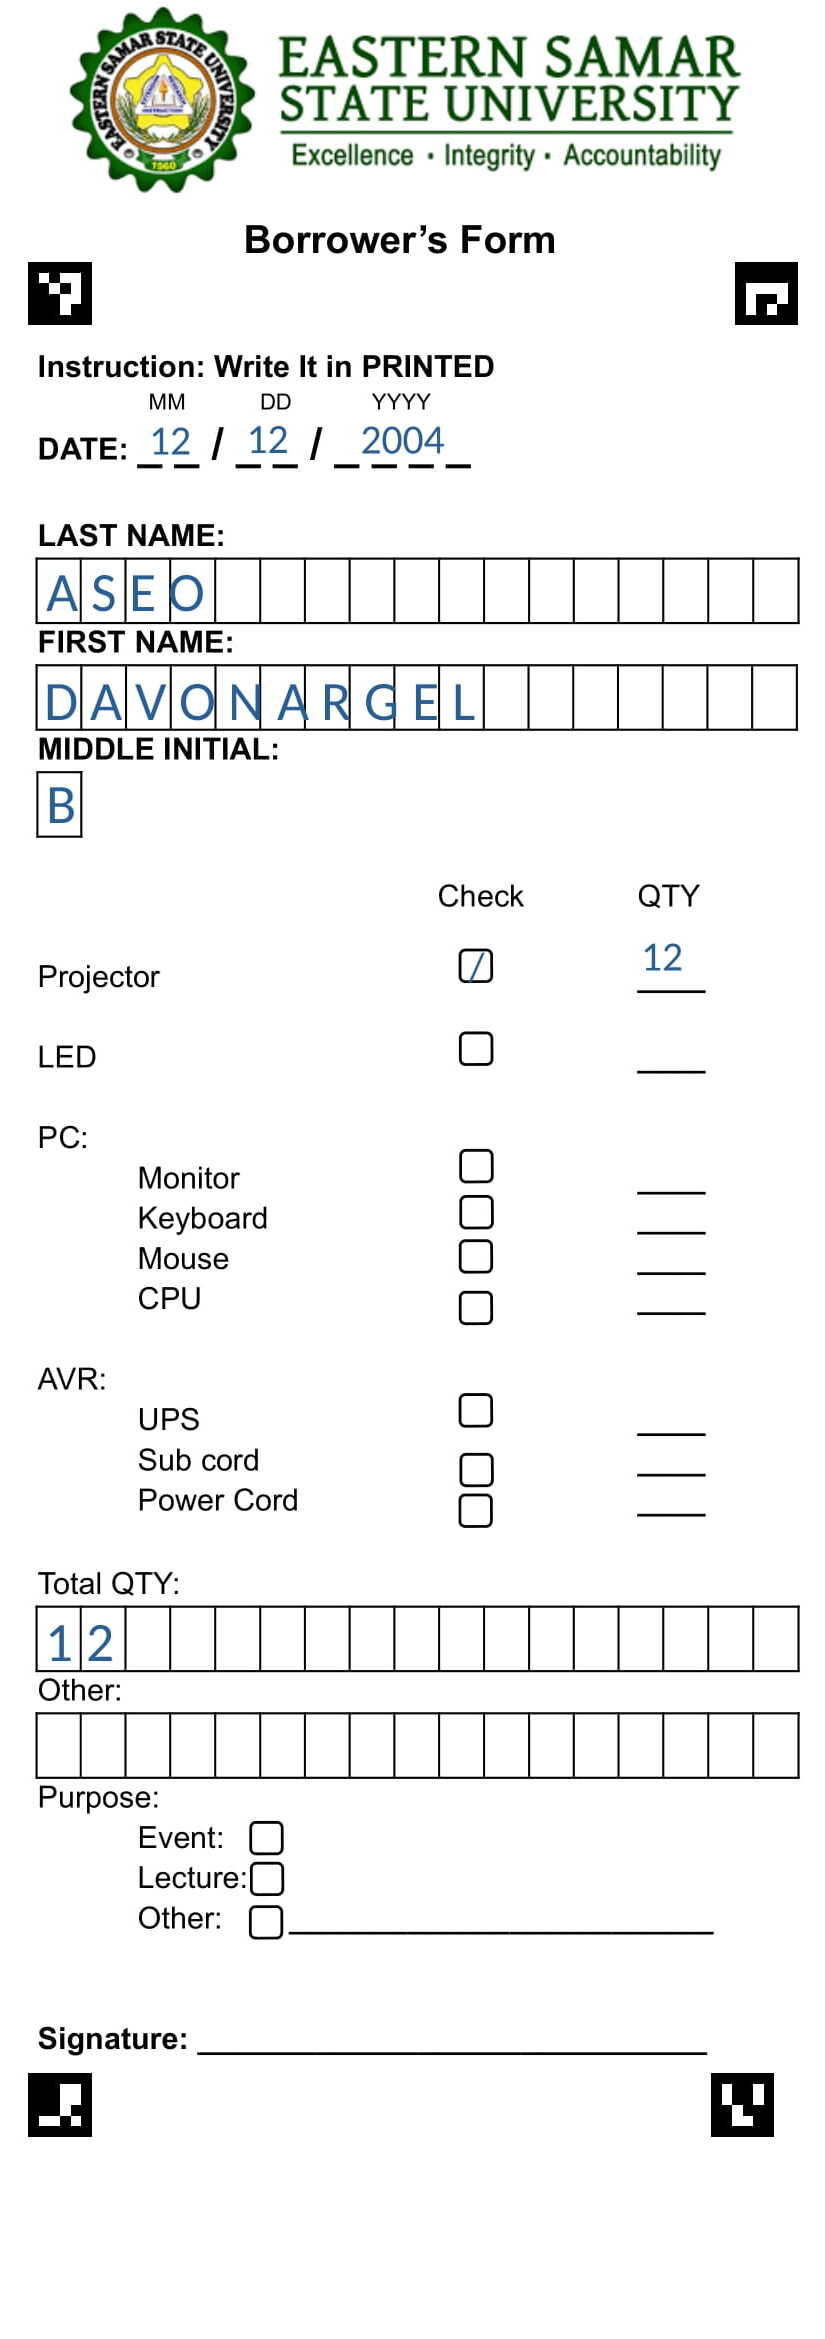 EASTERN SAMAR STATE UNIVERSITY
1960
EASTERN SAMAR
STATE UNIVERSITY
Excellence · Integrity · Accountability
Borrower’s Form
Instruction: Write It in PRINTED
MM DD YYYY
DATE: 12 / 12 / 2004
LAST NAME:
ASEO
FIRST NAME:
DAVONARGEL
MIDDLE INITIAL:
B
Check QTY
Projector / 12
LED
PC:
Monitor
Keyboard
Mouse
CPU
AVR:
UPS
Sub cord
Power Cord
Total QTY:
12
Other:
Purpose:
Event:
Lecture:
Other:
Signature: